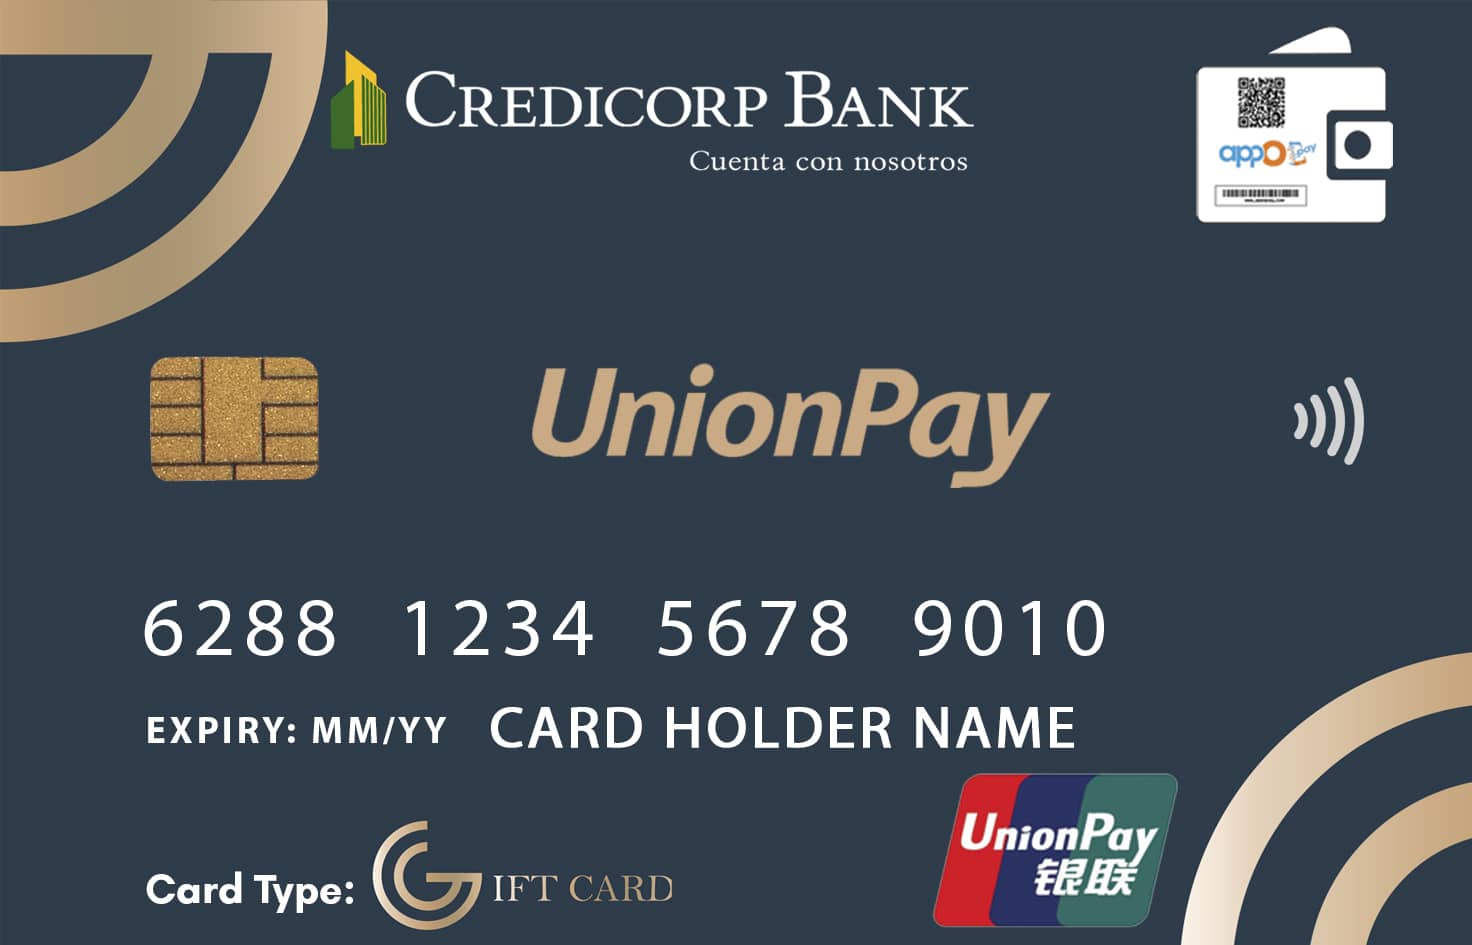 CREDICORP BANK
Cuenta con nosotros
appO pay
UnionPay
6288 1234 5678 9010
EXPIRY: MM/YY CARD HOLDER NAME
Card Type: GIFT CARD
UnionPay
银联